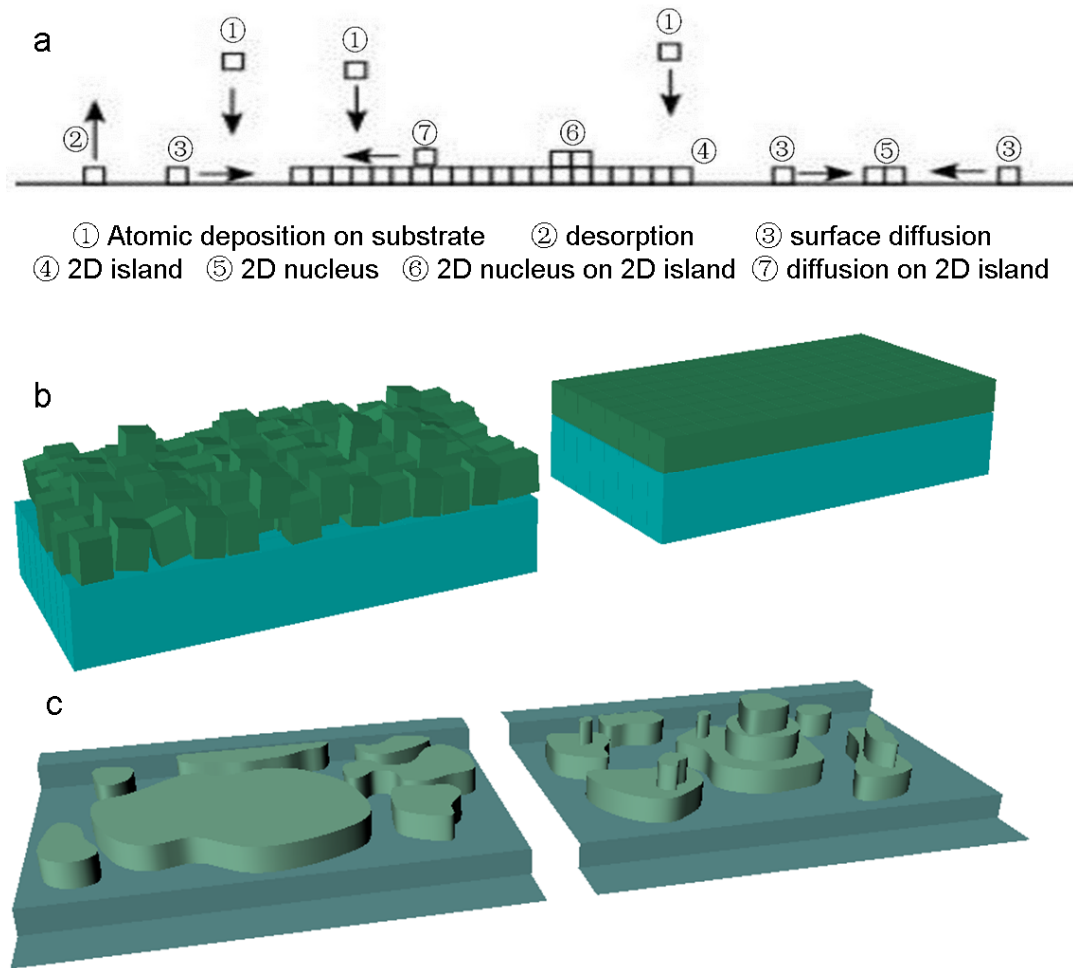 a
① ① ①
② ③ ⑦ ⑥ ④ ③ ⑤ ③
① Atomic deposition on substrate ② desorption ③ surface diffusion
④ 2D island ⑤ 2D nucleus ⑥ 2D nucleus on 2D island ⑦ diffusion on 2D island
b
c